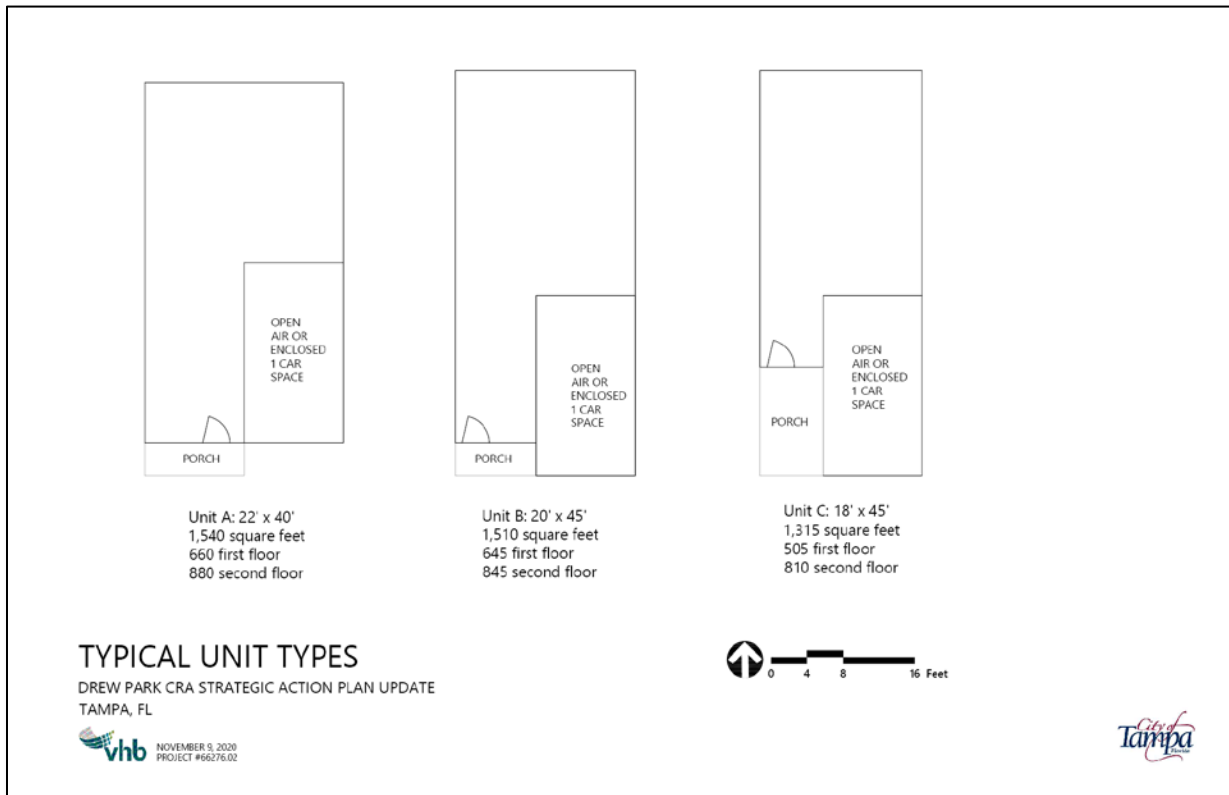 OPEN
AIR OR
ENCLOSED
1 CAR
SPACE
PORCH
OPEN
AIR OR
ENCLOSED
1 CAR
SPACE
PORCH
OPEN
AIR OR
ENCLOSED
1 CAR
SPACE
PORCH
Unit A: 22' x 40'
1,540 square feet
660 first floor
880 second floor
Unit B: 20' x 45'
1,510 square feet
645 first floor
845 second floor
Unit C: 18' x 45'
1,315 square feet
505 first floor
810 second floor
TYPICAL UNIT TYPES
DREW PARK CRA STRATEGIC ACTION PLAN UPDATE
TAMPA, FL
vhb
NOVEMBER 9, 2020
PROJECT #66276.02
0 4 8 16 Feet
City of
Tampa
Florida